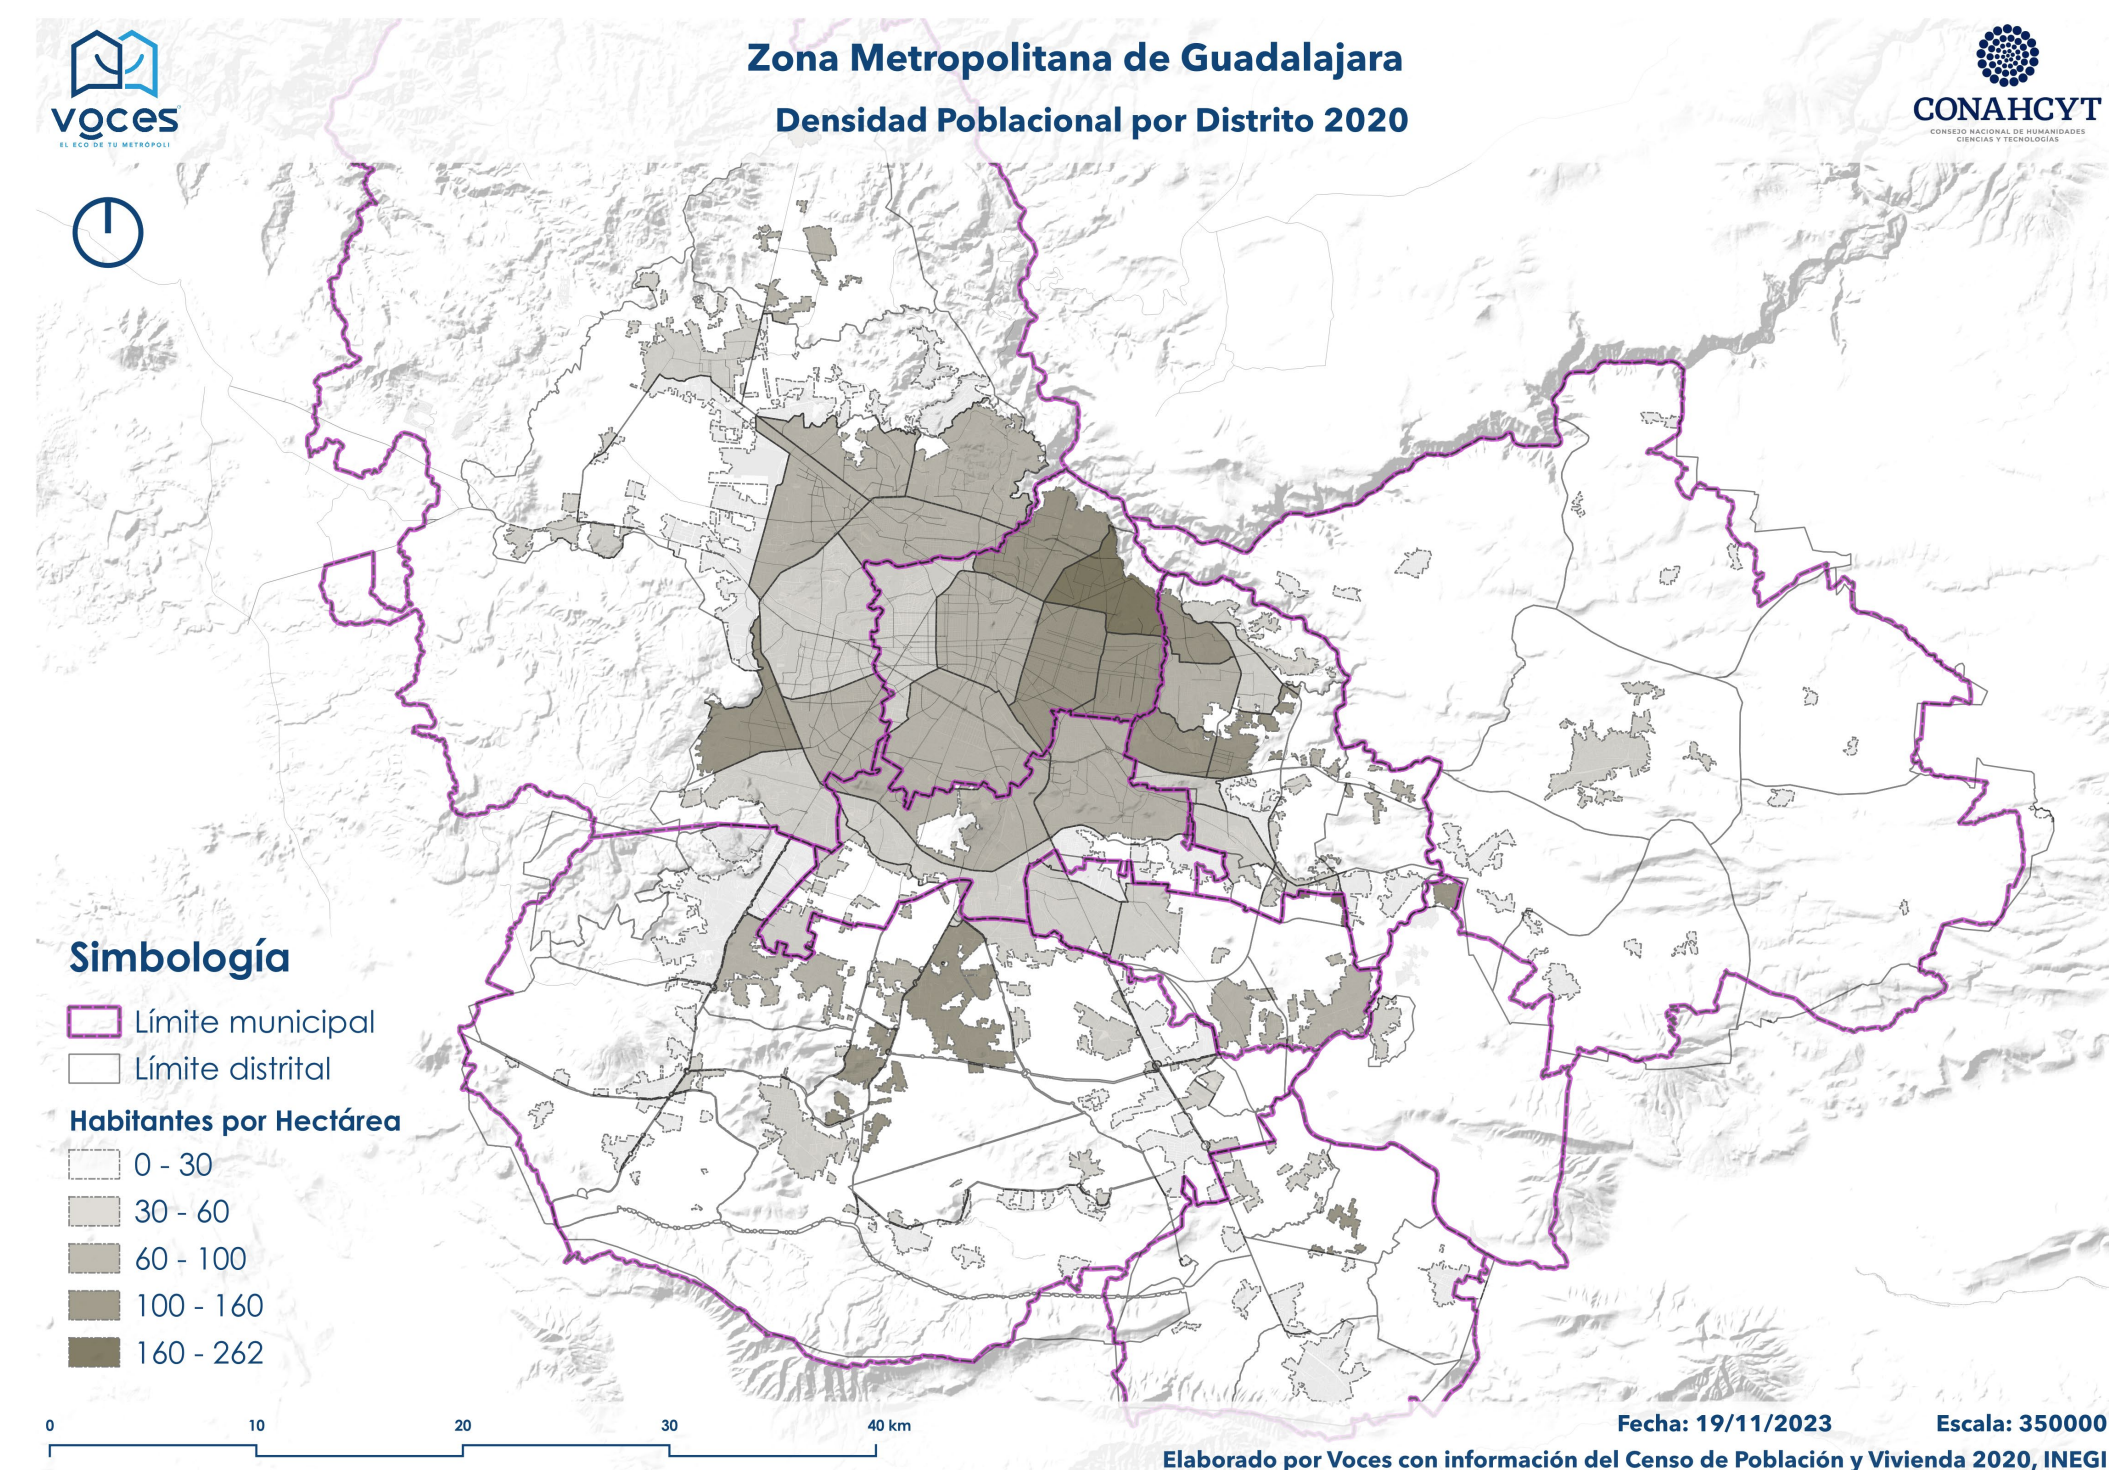 voces
EL ECO DE TU METRÓPOLI
Zona Metropolitana de Guadalajara
Densidad Poblacional por Distrito 2020
CONAHCYT
CONSEJO NACIONAL DE HUMANIDADES
CIENCIAS Y TECNOLOGÍAS
Simbología
Límite municipal
Límite distrital
Habitantes por Hectárea
0 - 30
30 - 60
60 - 100
100 - 160
160 - 262
0 10 20 30 40 km
Fecha: 19/11/2023 Escala: 350000
Elaborado por Voces con información del Censo de Población y Vivienda 2020, INEGI